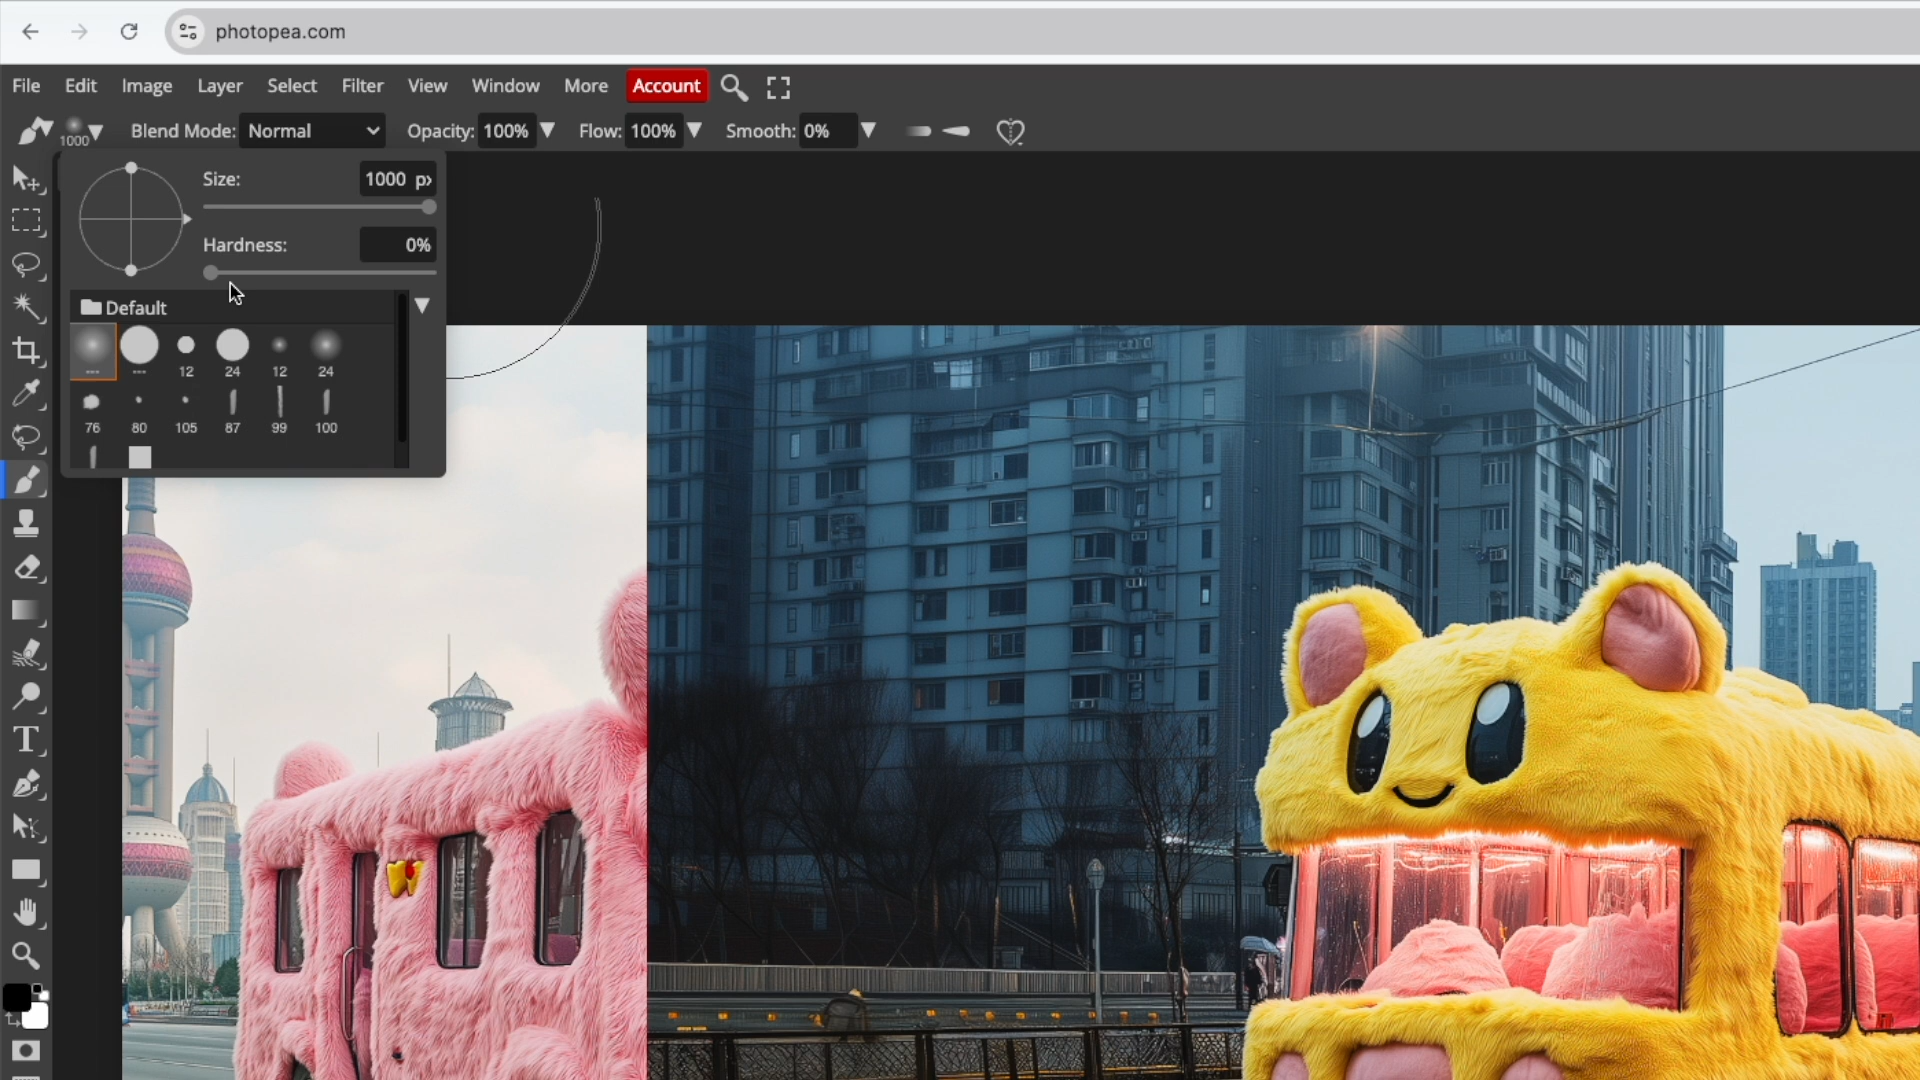 photopea.com
File Edit Image Layer Select Filter View Window More Account
1000 Blend Mode: Normal Opacity: 100% Flow: 100% Smooth: 0%
Size: 1000 px
Hardness: 0%
Default
--- --- 12 24 12 24
76 80 105 87 99 100